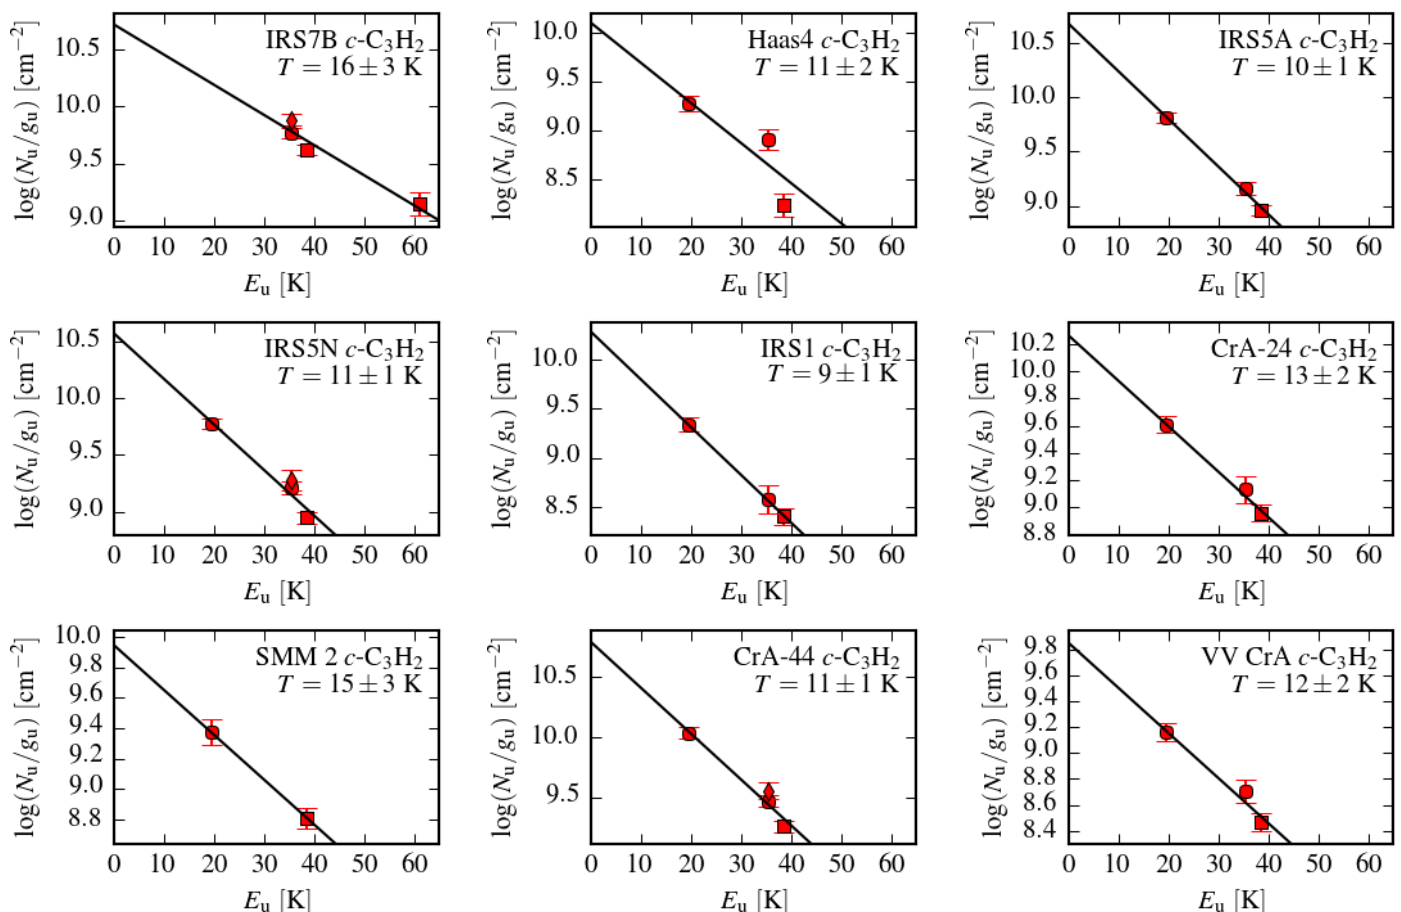 IRS7B c-C₃H₂
T = 16 ± 3 K
log(Nᵤ/gᵤ) [cm⁻²]
10.5
10.0
9.5
9.0
0 10 20 30 40 50 60
Eᵤ [K]
Haas4 c-C₃H₂
T = 11 ± 2 K
log(Nᵤ/gᵤ) [cm⁻²]
10.0
9.5
9.0
8.5
0 10 20 30 40 50 60
Eᵤ [K]
IRS5A c-C₃H₂
T = 10 ± 1 K
log(Nᵤ/gᵤ) [cm⁻²]
10.5
10.0
9.5
9.0
0 10 20 30 40 50 60
Eᵤ [K]
IRS5N c-C₃H₂
T = 11 ± 1 K
log(Nᵤ/gᵤ) [cm⁻²]
10.5
10.0
9.5
9.0
0 10 20 30 40 50 60
Eᵤ [K]
IRS1 c-C₃H₂
T = 9 ± 1 K
log(Nᵤ/gᵤ) [cm⁻²]
10.0
9.5
9.0
8.5
0 10 20 30 40 50 60
Eᵤ [K]
CrA-24 c-C₃H₂
T = 13 ± 2 K
log(Nᵤ/gᵤ) [cm⁻²]
10.2
10.0
9.8
9.6
9.4
9.2
9.0
8.8
0 10 20 30 40 50 60
Eᵤ [K]
SMM 2 c-C₃H₂
T = 15 ± 3 K
log(Nᵤ/gᵤ) [cm⁻²]
10.0
9.8
9.6
9.4
9.2
9.0
8.8
0 10 20 30 40 50 60
Eᵤ [K]
CrA-44 c-C₃H₂
T = 11 ± 1 K
log(Nᵤ/gᵤ) [cm⁻²]
10.5
10.0
9.5
0 10 20 30 40 50 60
Eᵤ [K]
VV CrA c-C₃H₂
T = 12 ± 2 K
log(Nᵤ/gᵤ) [cm⁻²]
9.8
9.6
9.4
9.2
9.0
8.8
8.6
8.4
0 10 20 30 40 50 60
Eᵤ [K]